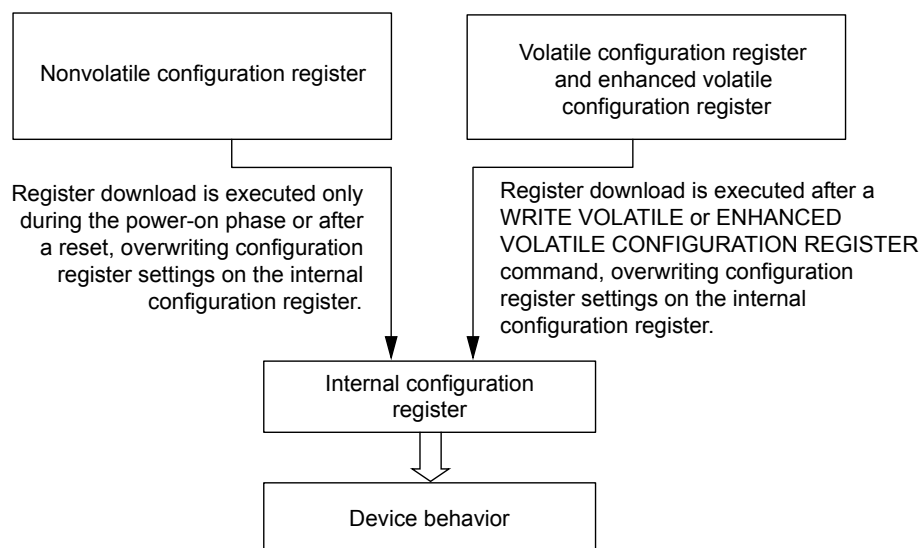 Nonvolatile configuration register
Volatile configuration register
and enhanced volatile
configuration register
Register download is executed only
during the power-on phase or after
a reset, overwriting configuration
register settings on the internal
configuration register.
Register download is executed after a
WRITE VOLATILE or ENHANCED
VOLATILE CONFIGURATION REGISTER
command, overwriting configuration
register settings on the internal
configuration register.
Internal configuration
register
Device behavior